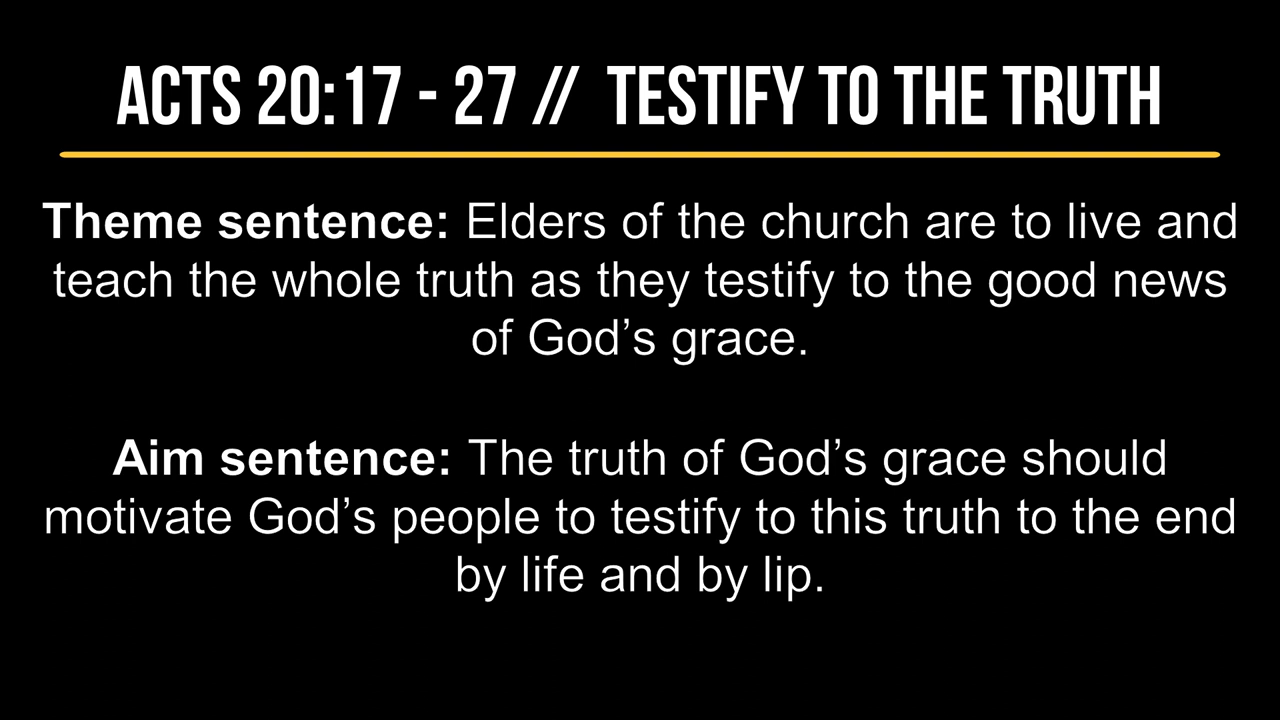 ACTS 20:17 - 27 // TESTIFY TO THE TRUTH
Theme sentence: Elders of the church are to live and
teach the whole truth as they testify to the good news
of God’s grace.
Aim sentence: The truth of God’s grace should
motivate God’s people to testify to this truth to the end
by life and by lip.